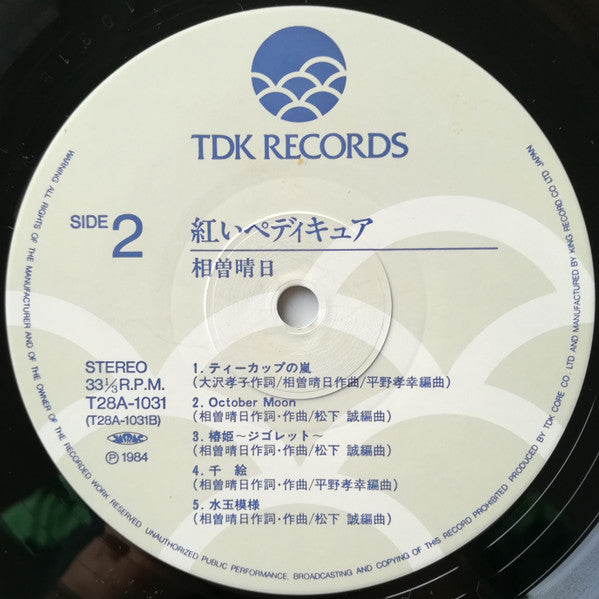 TDK RECORDS
SIDE 2
紅いペディキュア
相曽晴日
STEREO
33⅓R.P.M.
T28A-1031
(T28A-1031B)
JASRAC
Ⓟ1984
1. ティーカップの嵐
(大沢孝子作詞/相曽晴日作曲/平野孝幸編曲)
2. October Moon
(相曽晴日作詞・作曲/松下 誠編曲)
3. 椿姫〜ジゴレット〜
(相曽晴日作詞・作曲/松下 誠編曲)
4. 千 絵
(相曽晴日作詞・作曲/平野孝幸編曲)
5. 水玉模様
(相曽晴日作詞・作曲/松下 誠編曲)
WARNING: ALL RIGHTS OF THE MANUFACTURER AND OF THE OWNER OF THE RECORDED WORK RESERVED. UNAUTHORIZED PUBLIC PERFORMANCE, BROADCASTING AND COPYING OF THIS RECORD PROHIBITED. PRODUCED BY TDK CORE CO., LTD. AND MANUFACTURED BY KING RECORD CO., LTD. JAPAN